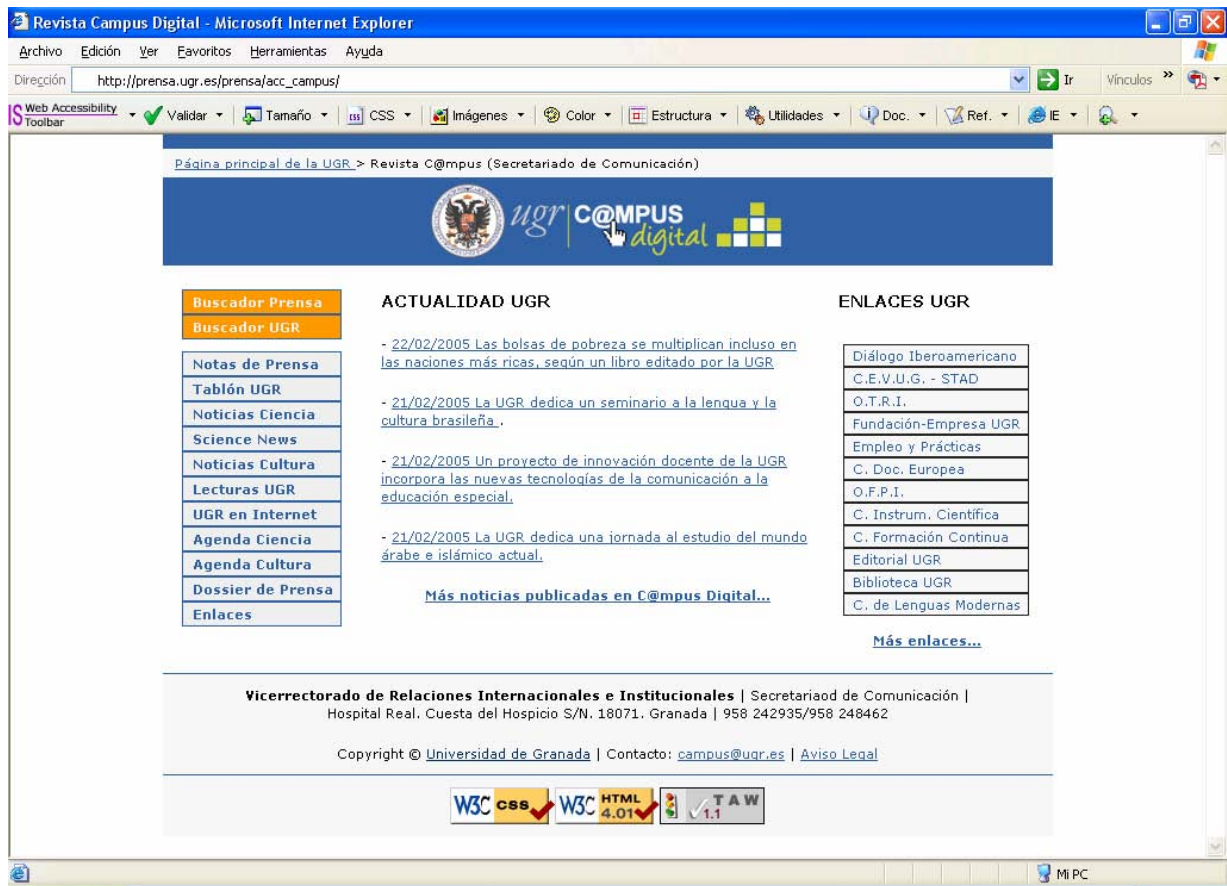 Revista Campus Digital - Microsoft Internet Explorer
Archivo Edición Ver Favoritos Herramientas Ayuda
Dirección http://prensa.ugr.es/prensa/acc_campus/ Ir Vínculos »
IS Web Accessibility Toolbar Validar Tamaño CSS Imágenes Color Estructura Utilidades Doc. Ref. IE
Página principal de la UGR > Revista C@mpus (Secretariado de Comunicación)
ugr C@MPUS
digital
Buscador Prensa
Buscador UGR
Notas de Prensa
Tablón UGR
Noticias Ciencia
Science News
Noticias Cultura
Lecturas UGR
UGR en Internet
Agenda Ciencia
Agenda Cultura
Dossier de Prensa
Enlaces
ACTUALIDAD UGR
- 22/02/2005 Las bolsas de pobreza se multiplican incluso en
las naciones más ricas, según un libro editado por la UGR
- 21/02/2005 La UGR dedica un seminario a la lengua y la
cultura brasileña .
- 21/02/2005 Un proyecto de innovación docente de la UGR
incorpora las nuevas tecnologías de la comunicación a la
educación especial.
- 21/02/2005 La UGR dedica una jornada al estudio del mundo
árabe e islámico actual.
Más noticias publicadas en C@mpus Digital...
ENLACES UGR
Diálogo Iberoamericano
C.E.V.U.G. - STAD
O.T.R.I.
Fundación-Empresa UGR
Empleo y Prácticas
C. Doc. Europea
O.F.P.I.
C. Instrum. Científica
C. Formación Continua
Editorial UGR
Biblioteca UGR
C. de Lenguas Modernas
Más enlaces...
Vicerrectorado de Relaciones Internacionales e Institucionales | Secretariaod de Comunicación |
Hospital Real. Cuesta del Hospicio S/N. 18071. Granada | 958 242935/958 248462
Copyright © Universidad de Granada | Contacto: campus@ugr.es | Aviso Legal
W3C css W3C HTML 4.01 TAW 1.1
Mi PC